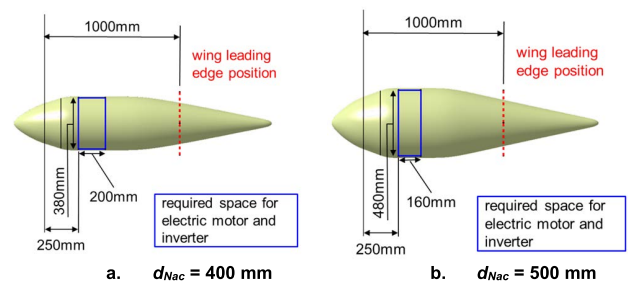 1000mm
wing leading
edge position
380mm
200mm
250mm
required space for
electric motor and
inverter
a. dNac = 400 mm
1000mm
wing leading
edge position
480mm
160mm
250mm
required space for
electric motor and
inverter
b. dNac = 500 mm